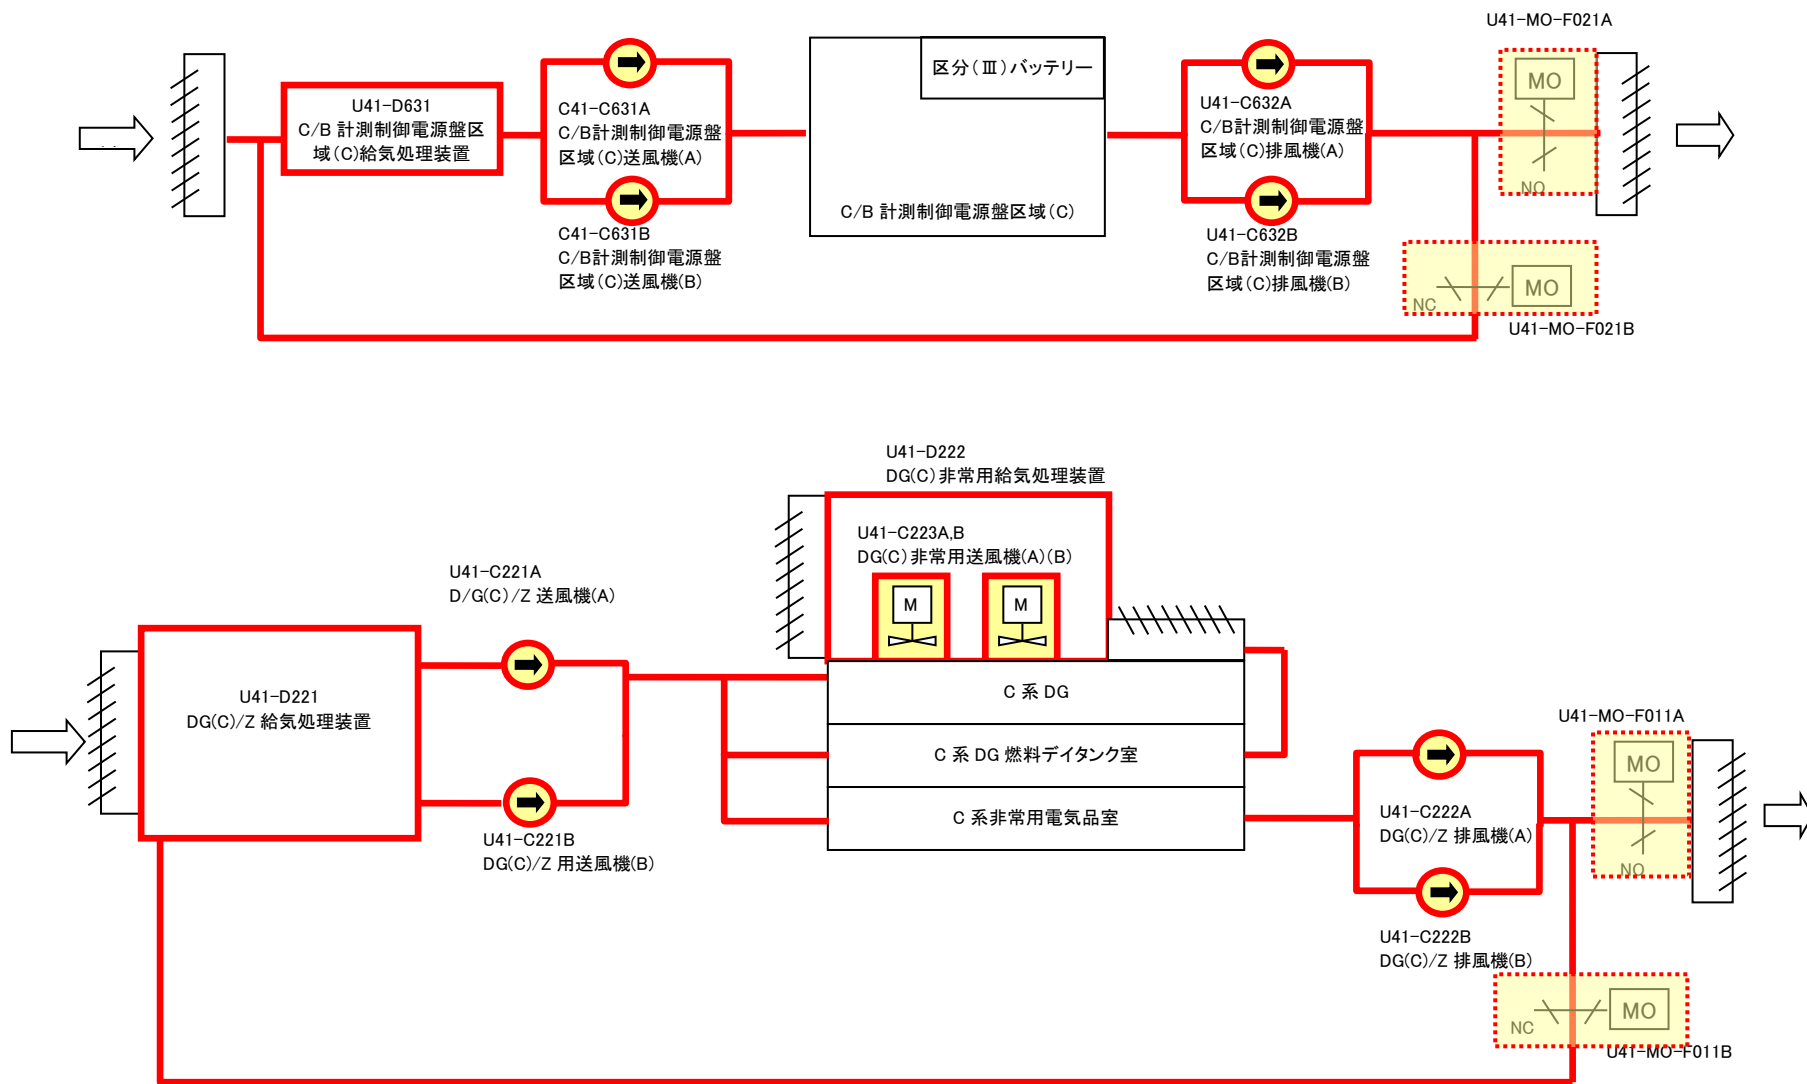 U41-MO-F021A
MO
NO
区分(Ⅲ)バッテリー
U41-D631
C/B 計測制御電源盤区
域(C)給気処理装置
C41-C631A
C/B計測制御電源盤
区域(C)送風機(A)
U41-C632A
C/B計測制御電源盤
区域(C)排風機(A)
C/B 計測制御電源盤区域(C)
C41-C631B
C/B計測制御電源盤
区域(C)送風機(B)
U41-C632B
C/B計測制御電源盤
区域(C)排風機(B)
NC
MO
U41-MO-F021B
U41-D222
DG(C)非常用給気処理装置
U41-C223A,B
DG(C)非常用送風機(A)(B)
M
M
U41-C221A
D/G(C)/Z 送風機(A)
U41-D221
DG(C)/Z 給気処理装置
C 系 DG
C 系 DG 燃料デイタンク室
C 系非常用電気品室
U41-C221B
DG(C)/Z 用送風機(B)
U41-MO-F011A
MO
NO
U41-C222A
DG(C)/Z 排風機(A)
U41-C222B
DG(C)/Z 排風機(B)
NC
MO
U41-MO-F011B